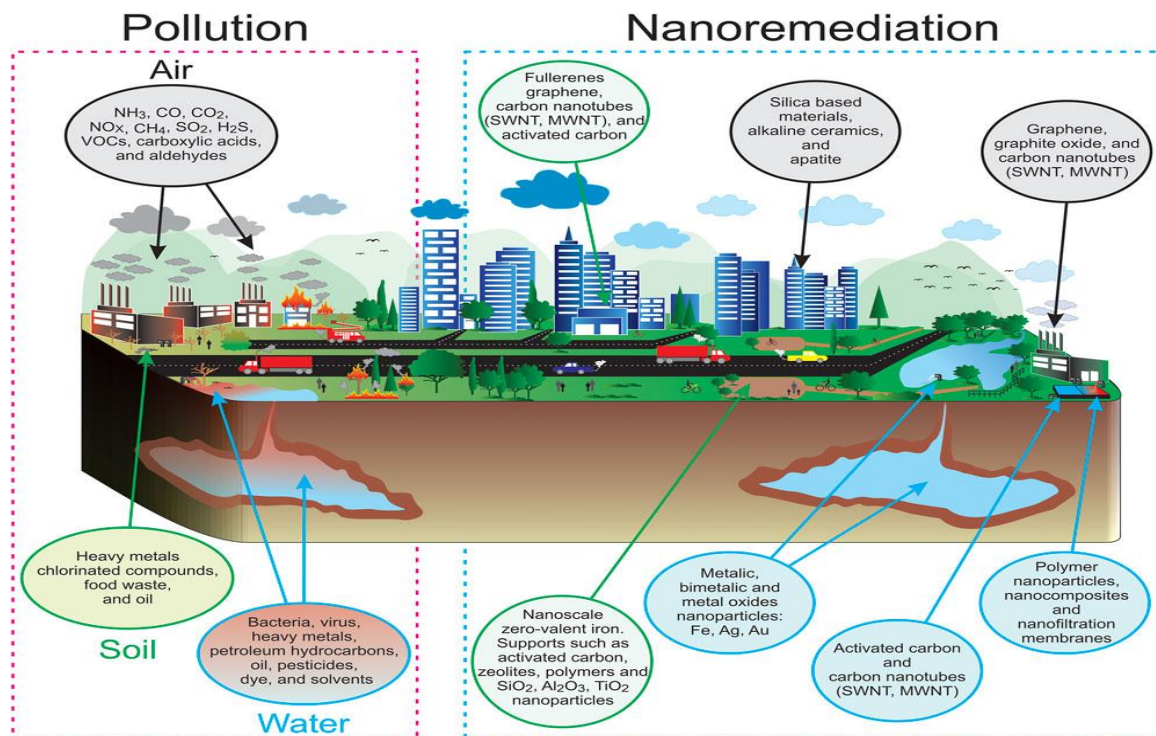 Pollution
Air
NH₃, CO, CO₂,
NOx, CH₄, SO₂, H₂S,
VOCs, carboxylic acids,
and aldehydes
Heavy metals
chlorinated compounds,
food waste,
and oil
Soil
Bacteria, virus,
heavy metals,
petroleum hydrocarbons,
oil, pesticides,
dye, and solvents
Water
Nanoremediation
Fullerenes
graphene,
carbon nanotubes
(SWNT, MWNT), and
activated carbon
Silica based
materials,
alkaline ceramics,
and
apatite
Graphene,
graphite oxide, and
carbon nanotubes
(SWNT, MWNT)
Nanoscale
zero-valent iron.
Supports such as
activated carbon,
zeolites, polymers and
SiO₂, Al₂O₃, TiO₂
nanoparticles
Metalic,
bimetalic and
metal oxides
nanoparticles:
Fe, Ag, Au
Activated carbon
and
carbon nanotubes
(SWNT, MWNT)
Polymer
nanoparticles,
nanocomposites
and
nanofiltration
membranes